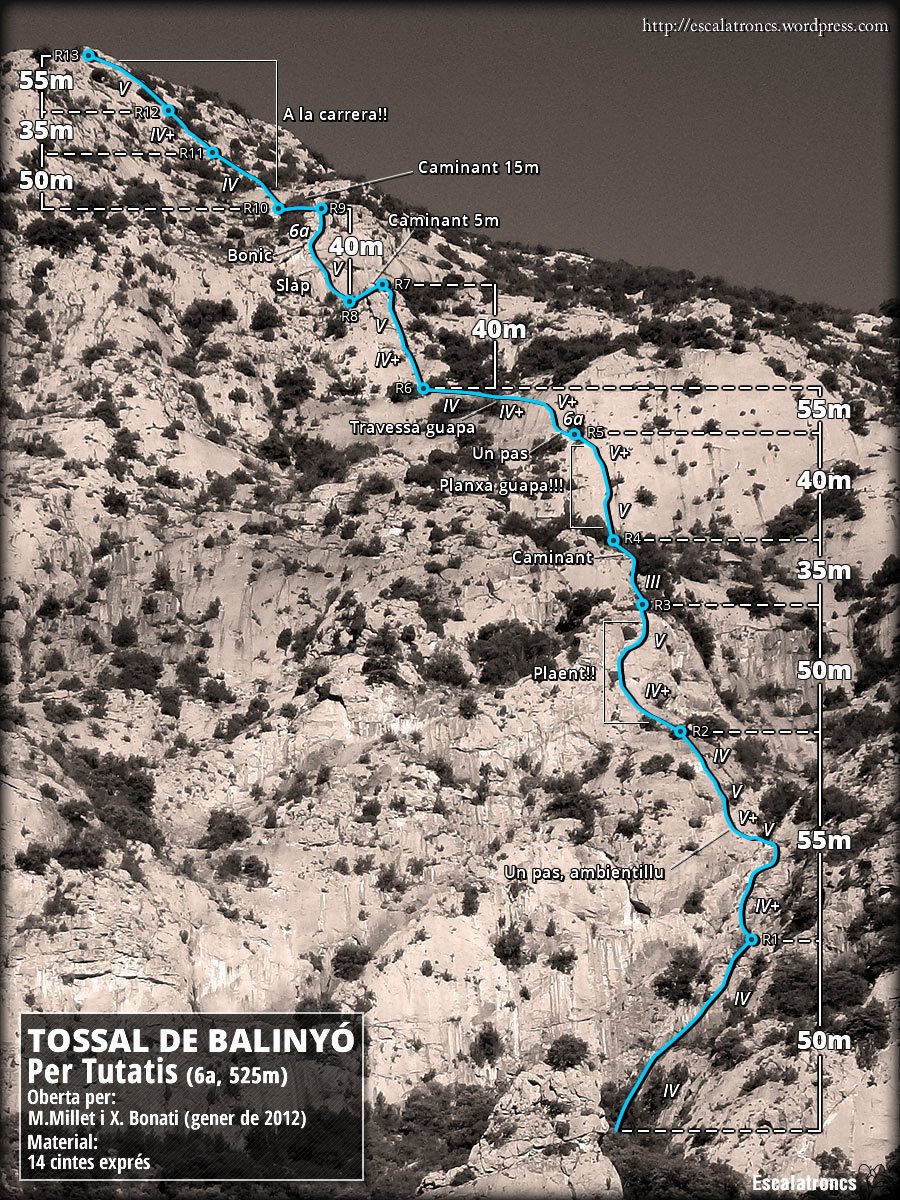 http://escalatroncs.wordpress.com
R13
55m
V
A la carrera!!
R12
35m
IV+
R11
Caminant 15m
50m
IV
R10
R9
Caminant 5m
6a
40m
Bonic
V
Slap
R7
R8
V
40m
IV+
R6
IV
IV+
V+
55m
6a
Travessa guapa
R5
Un pas
V+
40m
Planxa guapa!!!
V
R4
Caminant
35m
III
R3
V
50m
Plaent!!
IV+
R2
IV
V
V+
V
55m
Un pas, ambientillu
IV+
R1
IV
50m
IV
TOSSAL DE BALINYÓ
Per Tutatis (6a, 525m)
Oberta per:
M.Millet i X. Bonati (gener de 2012)
Material:
14 cintes exprés
Escalatroncs